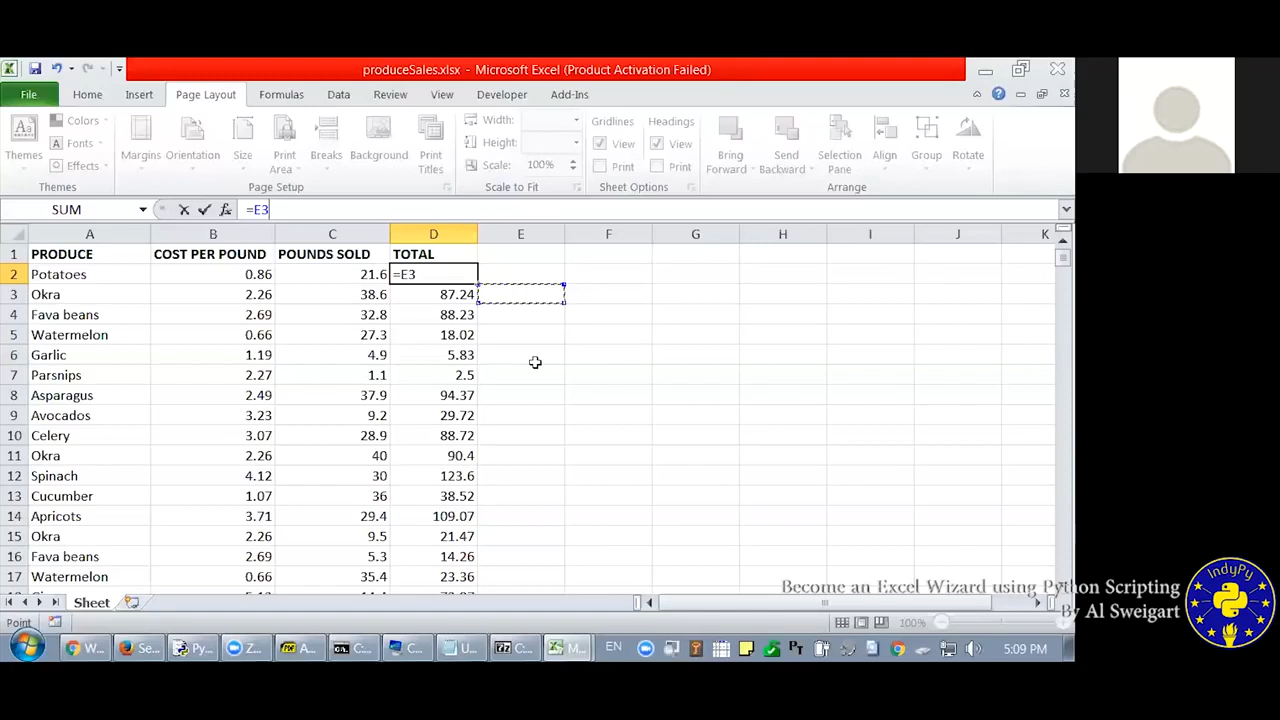 produceSales.xlsx - Microsoft Excel (Product Activation Failed)
File Home Insert Page Layout Formulas Data Review View Developer Add-Ins
Themes Colors Fonts Effects
Themes
Margins Orientation Size Print Area Breaks Background Print Titles
Page Setup
Width:
Height:
Scale: 100%
Scale to Fit
Gridlines Headings
View View
Print Print
Sheet Options
Bring Forward Send Backward Selection Pane Align Group Rotate
Arrange
SUM =E3
A B C D E F G H I J K
1 PRODUCE COST PER POUND POUNDS SOLD TOTAL
2 Potatoes 0.86 21.6 =E3
3 Okra 2.26 38.6 87.24
4 Fava beans 2.69 32.8 88.23
5 Watermelon 0.66 27.3 18.02
6 Garlic 1.19 4.9 5.83
7 Parsnips 2.27 1.1 2.5
8 Asparagus 2.49 37.9 94.37
9 Avocados 3.23 9.2 29.72
10 Celery 3.07 28.9 88.72
11 Okra 2.26 40 90.4
12 Spinach 4.12 30 123.6
13 Cucumber 1.07 36 38.52
14 Apricots 3.71 29.4 109.07
15 Okra 2.26 9.5 21.47
16 Fava beans 2.69 5.3 14.26
17 Watermelon 0.66 35.4 23.36
Sheet
Point 100%
W... Se... Py... Z... A... C:... C... U... C:... M... EN 5:09 PM
Become an Excel Wizard using Python Scripting
By Al Sweigart
IndyPy